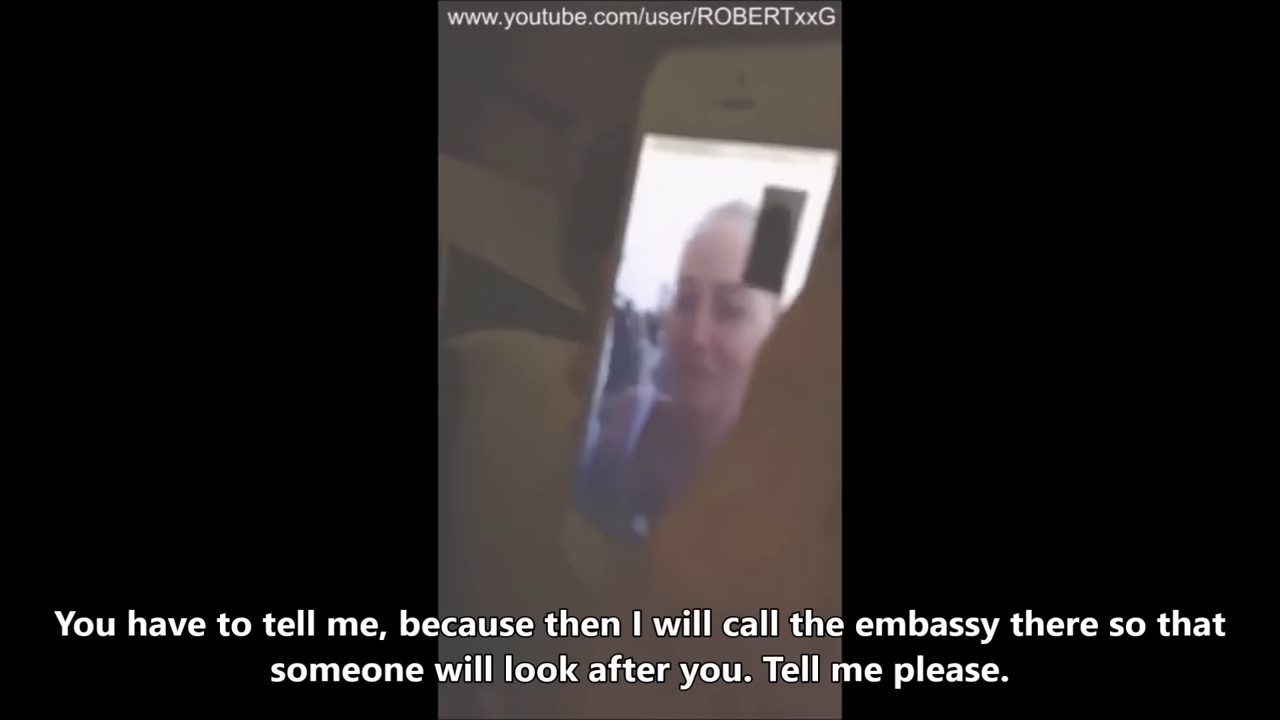 www.youtube.com/user/ROBERTxxG
You have to tell me, because then I will call the embassy there so that
someone will look after you. Tell me please.